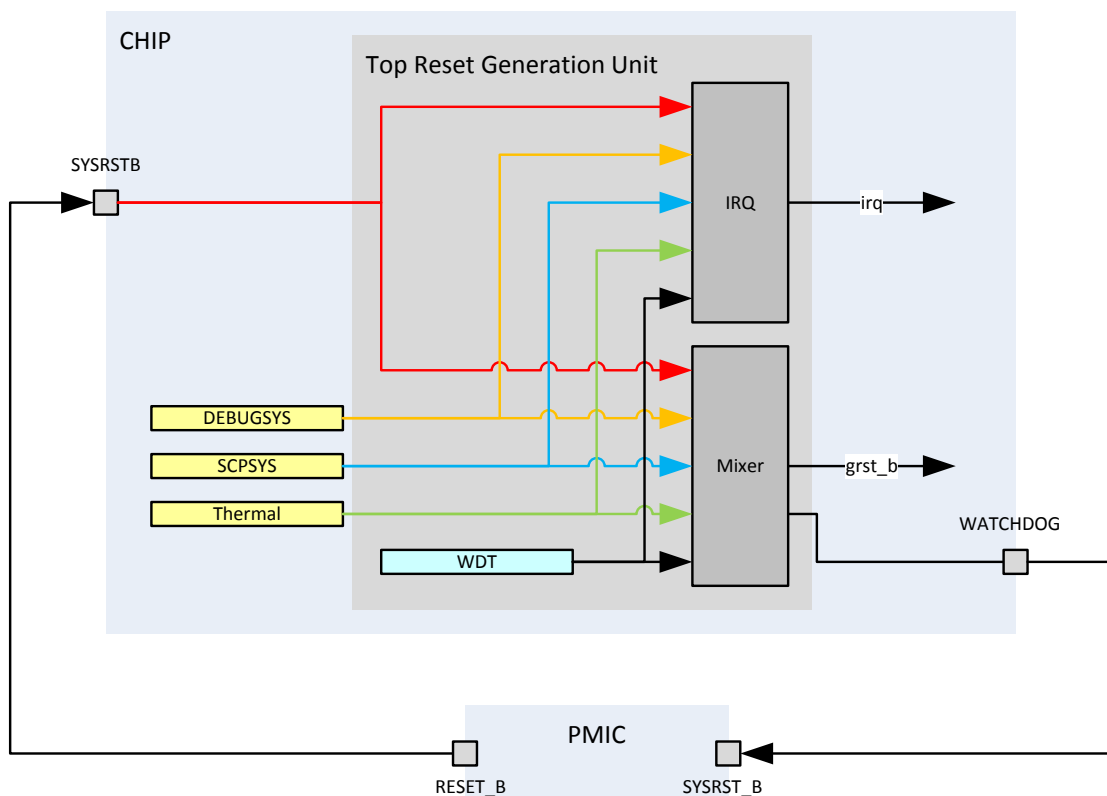 CHIP
Top Reset Generation Unit
SYSRSTB
IRQ
irq
DEBUGSYS
SCPSYS
Mixer
grst_b
Thermal
WATCHDOG
WDT
PMIC
RESET_B
SYSRST_B